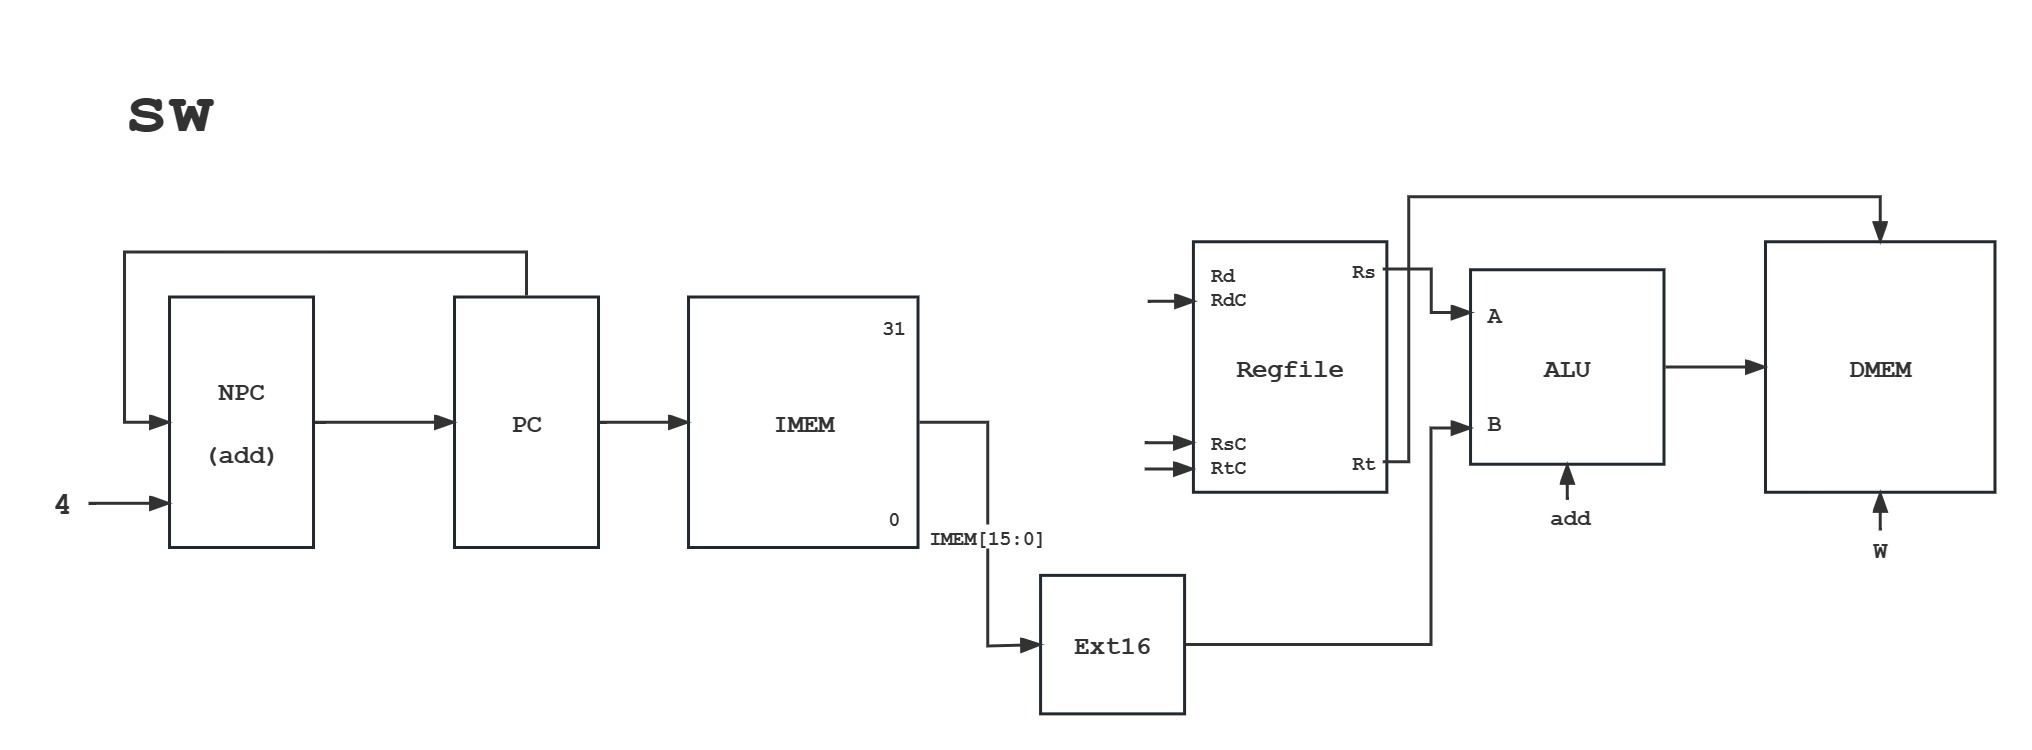 sw
NPC
(add)
4
PC
31
IMEM
0
IMEM[15:0]
Ext16
Rd
RdC
Rs
Regfile
RsC
RtC
Rt
A
ALU
B
add
DMEM
W